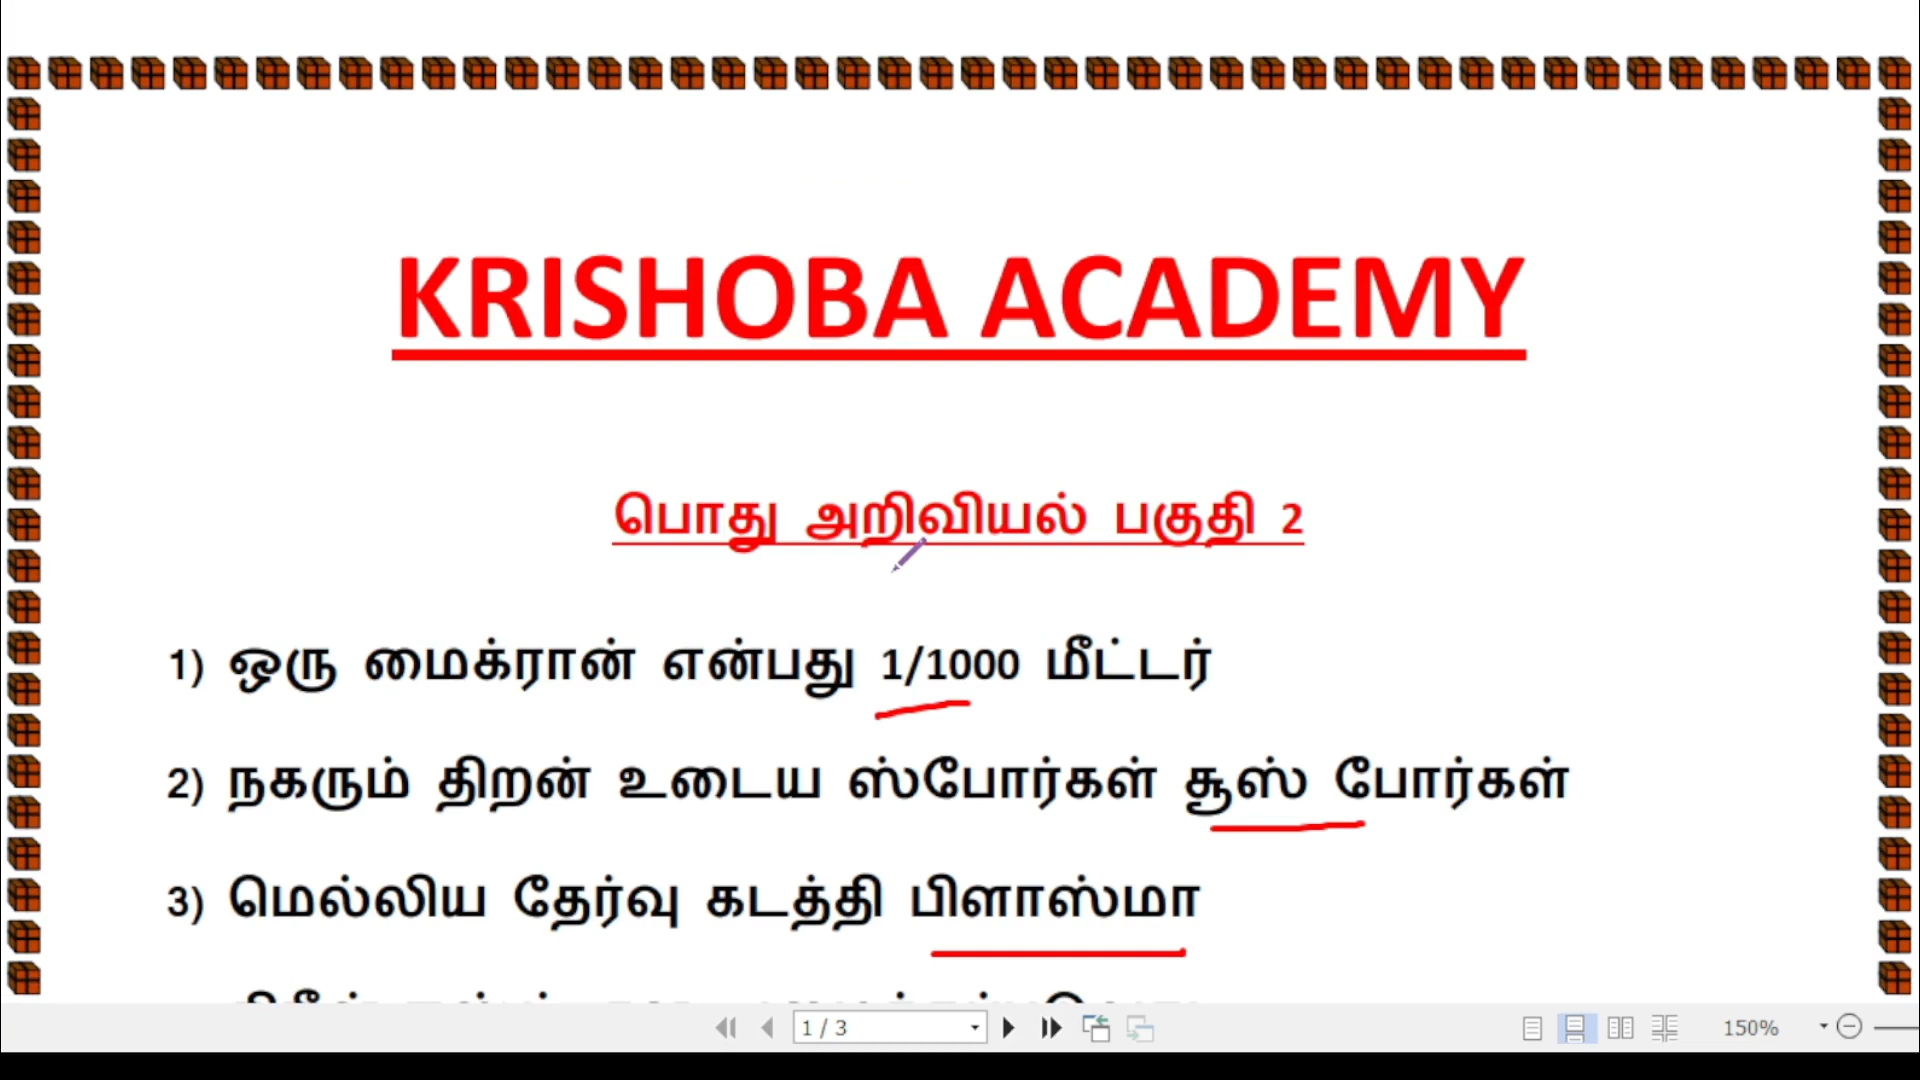 KRISHOBA ACADEMY
பொது அறிவியல் பகுதி 2
1) ஒரு மைக்ரான் என்பது 1/1000 மீட்டர்
2) நகரும் திறன் உடைய ஸ்போர்கள் சூஸ் போர்கள்
3) மெல்லிய தேர்வு கடத்தி பிளாஸ்மா
1 / 3
150%